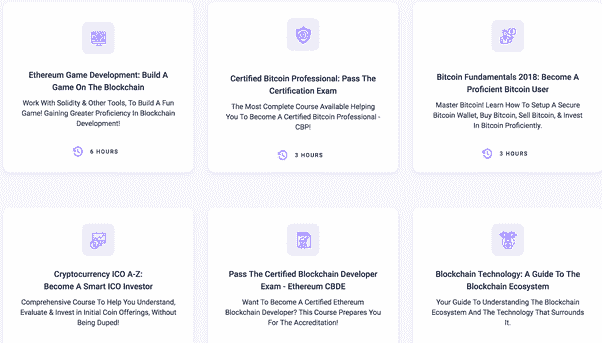 Ethereum Game Development: Build A
Game On The Blockchain
Work With Solidity & Other Tools, To Build A Fun
Game! Gaining Greater Proficiency In Blockchain
Development!
6 HOURS
Certified Bitcoin Professional: Pass The
Certification Exam
The Most Complete Course Available Helping
You To Become A Certified Bitcoin Professional -
CBP!
3 HOURS
Bitcoin Fundamentals 2018: Become A
Proficient Bitcoin User
Master Bitcoin! Learn How To Setup A Secure
Bitcoin Wallet, Buy Bitcoin, Sell Bitcoin, & Invest
In Bitcoin Proficiently.
3 HOURS
Cryptocurrency ICO A-Z:
Become A Smart ICO Investor
Comprehensive Course To Help You Understand,
Evaluate & Invest in Initial Coin Offerings, Without
Being Duped!
Pass The Certified Blockchain Developer
Exam - Ethereum CBDE
Want To Become A Certified Ethereum
Blockchain Developer? This Course Prepares You
For The Accreditation!
Blockchain Technology: A Guide To The
Blockchain Ecosystem
Your Guide To Understanding The Blockchain
Ecosystem And The Technology That Surrounds
It.